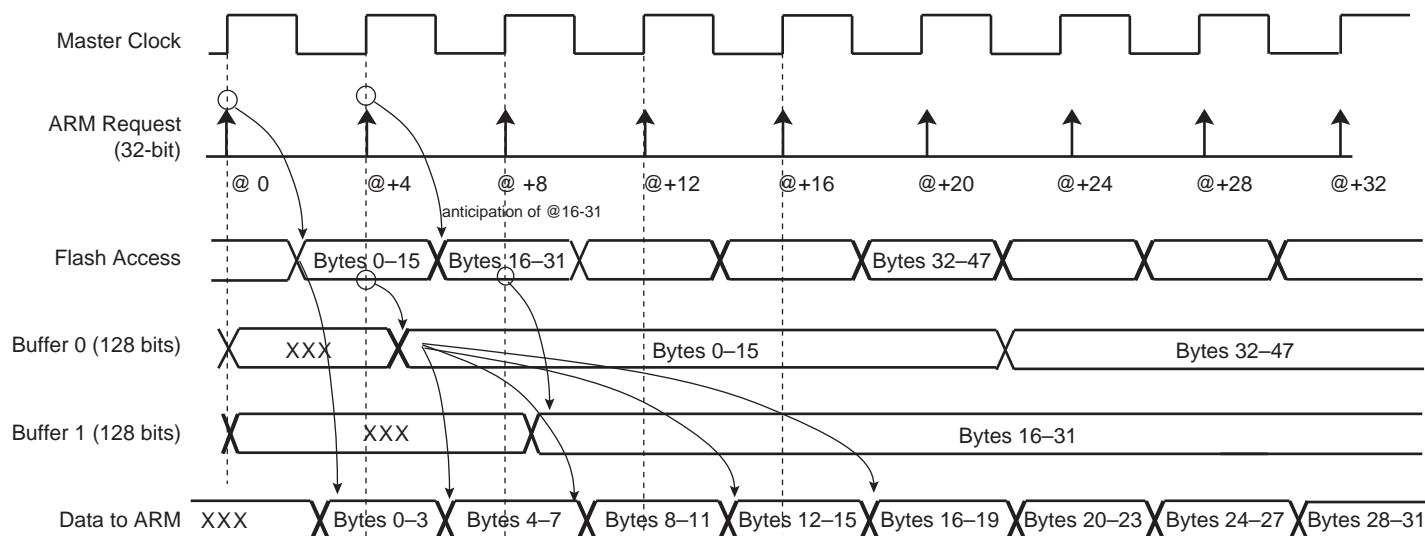 Master Clock
ARM Request
(32-bit)
@ 0 @+4 @ +8 @+12 @+16 @+20 @+24 @+28 @+32
anticipation of @16-31
Flash Access Bytes 0–15 Bytes 16–31 Bytes 32–47
Buffer 0 (128 bits) XXX Bytes 0–15 Bytes 32–47
Buffer 1 (128 bits) XXX Bytes 16–31
Data to ARM XXX Bytes 0–3 Bytes 4–7 Bytes 8–11 Bytes 12–15 Bytes 16–19 Bytes 20–23 Bytes 24–27 Bytes 28–31